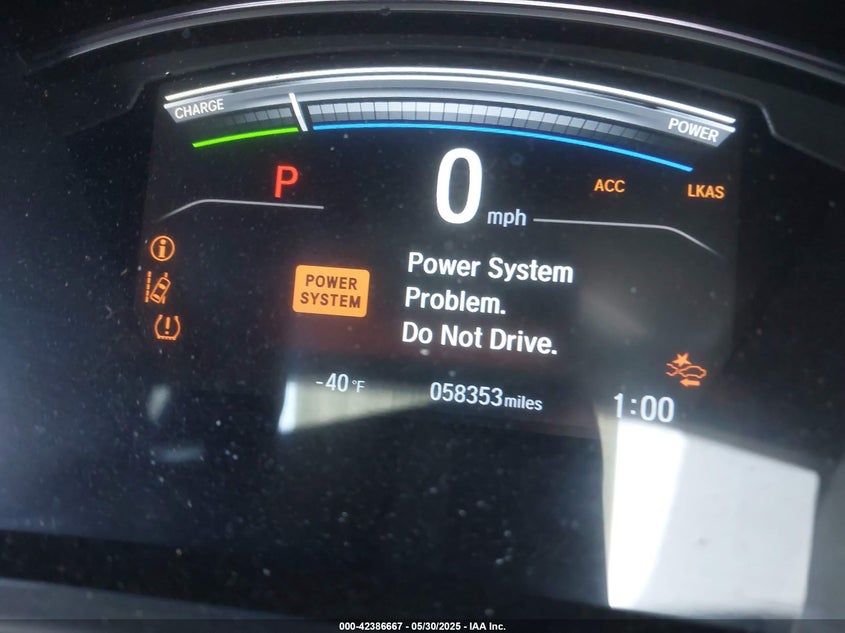 CHARGE
POWER
P
0 mph
ACC
LKAS
POWER
SYSTEM
Power System
Problem.
Do Not Drive.
-40 °F
058353 miles
1:00
000-42386667 - 05/30/2025 - IAA Inc.